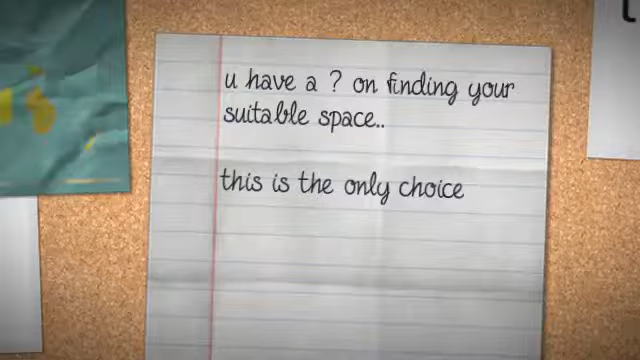 u have a ? on finding your
suitable space..
this is the only choice